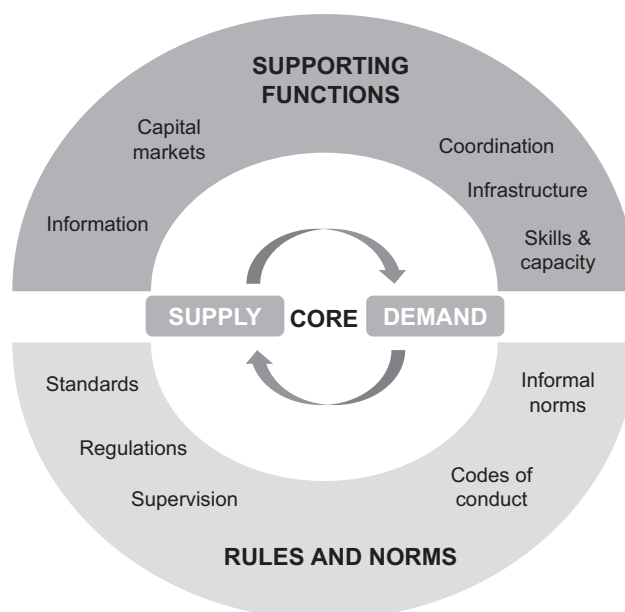 SUPPORTING
FUNCTIONS
Capital
markets
Coordination
Infrastructure
Information
Skills &
capacity
SUPPLY CORE DEMAND
Standards
Informal
norms
Regulations
Codes of
conduct
Supervision
RULES AND NORMS